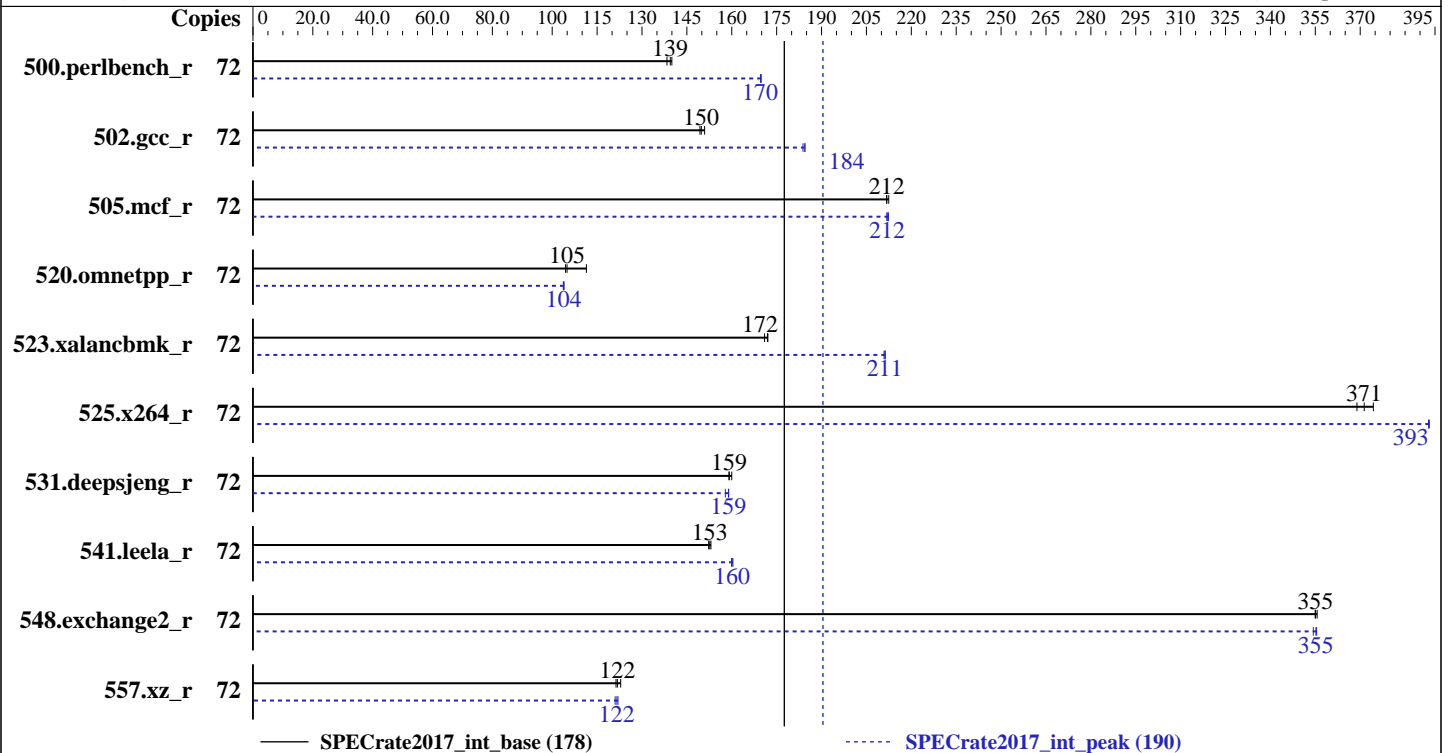 Copies 0 20.0 40.0 60.0 80.0 100 115 130 145 160 175 190 205 220 235 250 265 280 295 310 325 340 355 370 395
139
500.perlbench_r 72
170
150
502.gcc_r 72
184
212
505.mcf_r 72
212
105
520.omnetpp_r 72
104
172
523.xalancbmk_r 72
211
371
525.x264_r 72
393
159
531.deepsjeng_r 72
159
153
541.leela_r 72
160
355
548.exchange2_r 72
355
122
557.xz_r 72
122
SPECrate2017_int_base (178) SPECrate2017_int_peak (190)